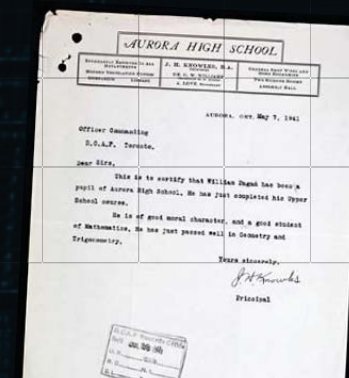 AURORA HIGH SCHOOL
J. H. KNOWLES, B.A.
AURORA, ONT. May 7, 1941
Officer Commanding
R.C.A.F. Toronto.
Dear Sirs,
This is to certify that William Pagan has been a
pupil of Aurora High School. He has just completed his Upper
School course.
He is of good moral character, and a good student
of Mathematics. He has just passed well in Geometry and
Trigonometry.
Yours sincerely,
J H Knowles
Principal